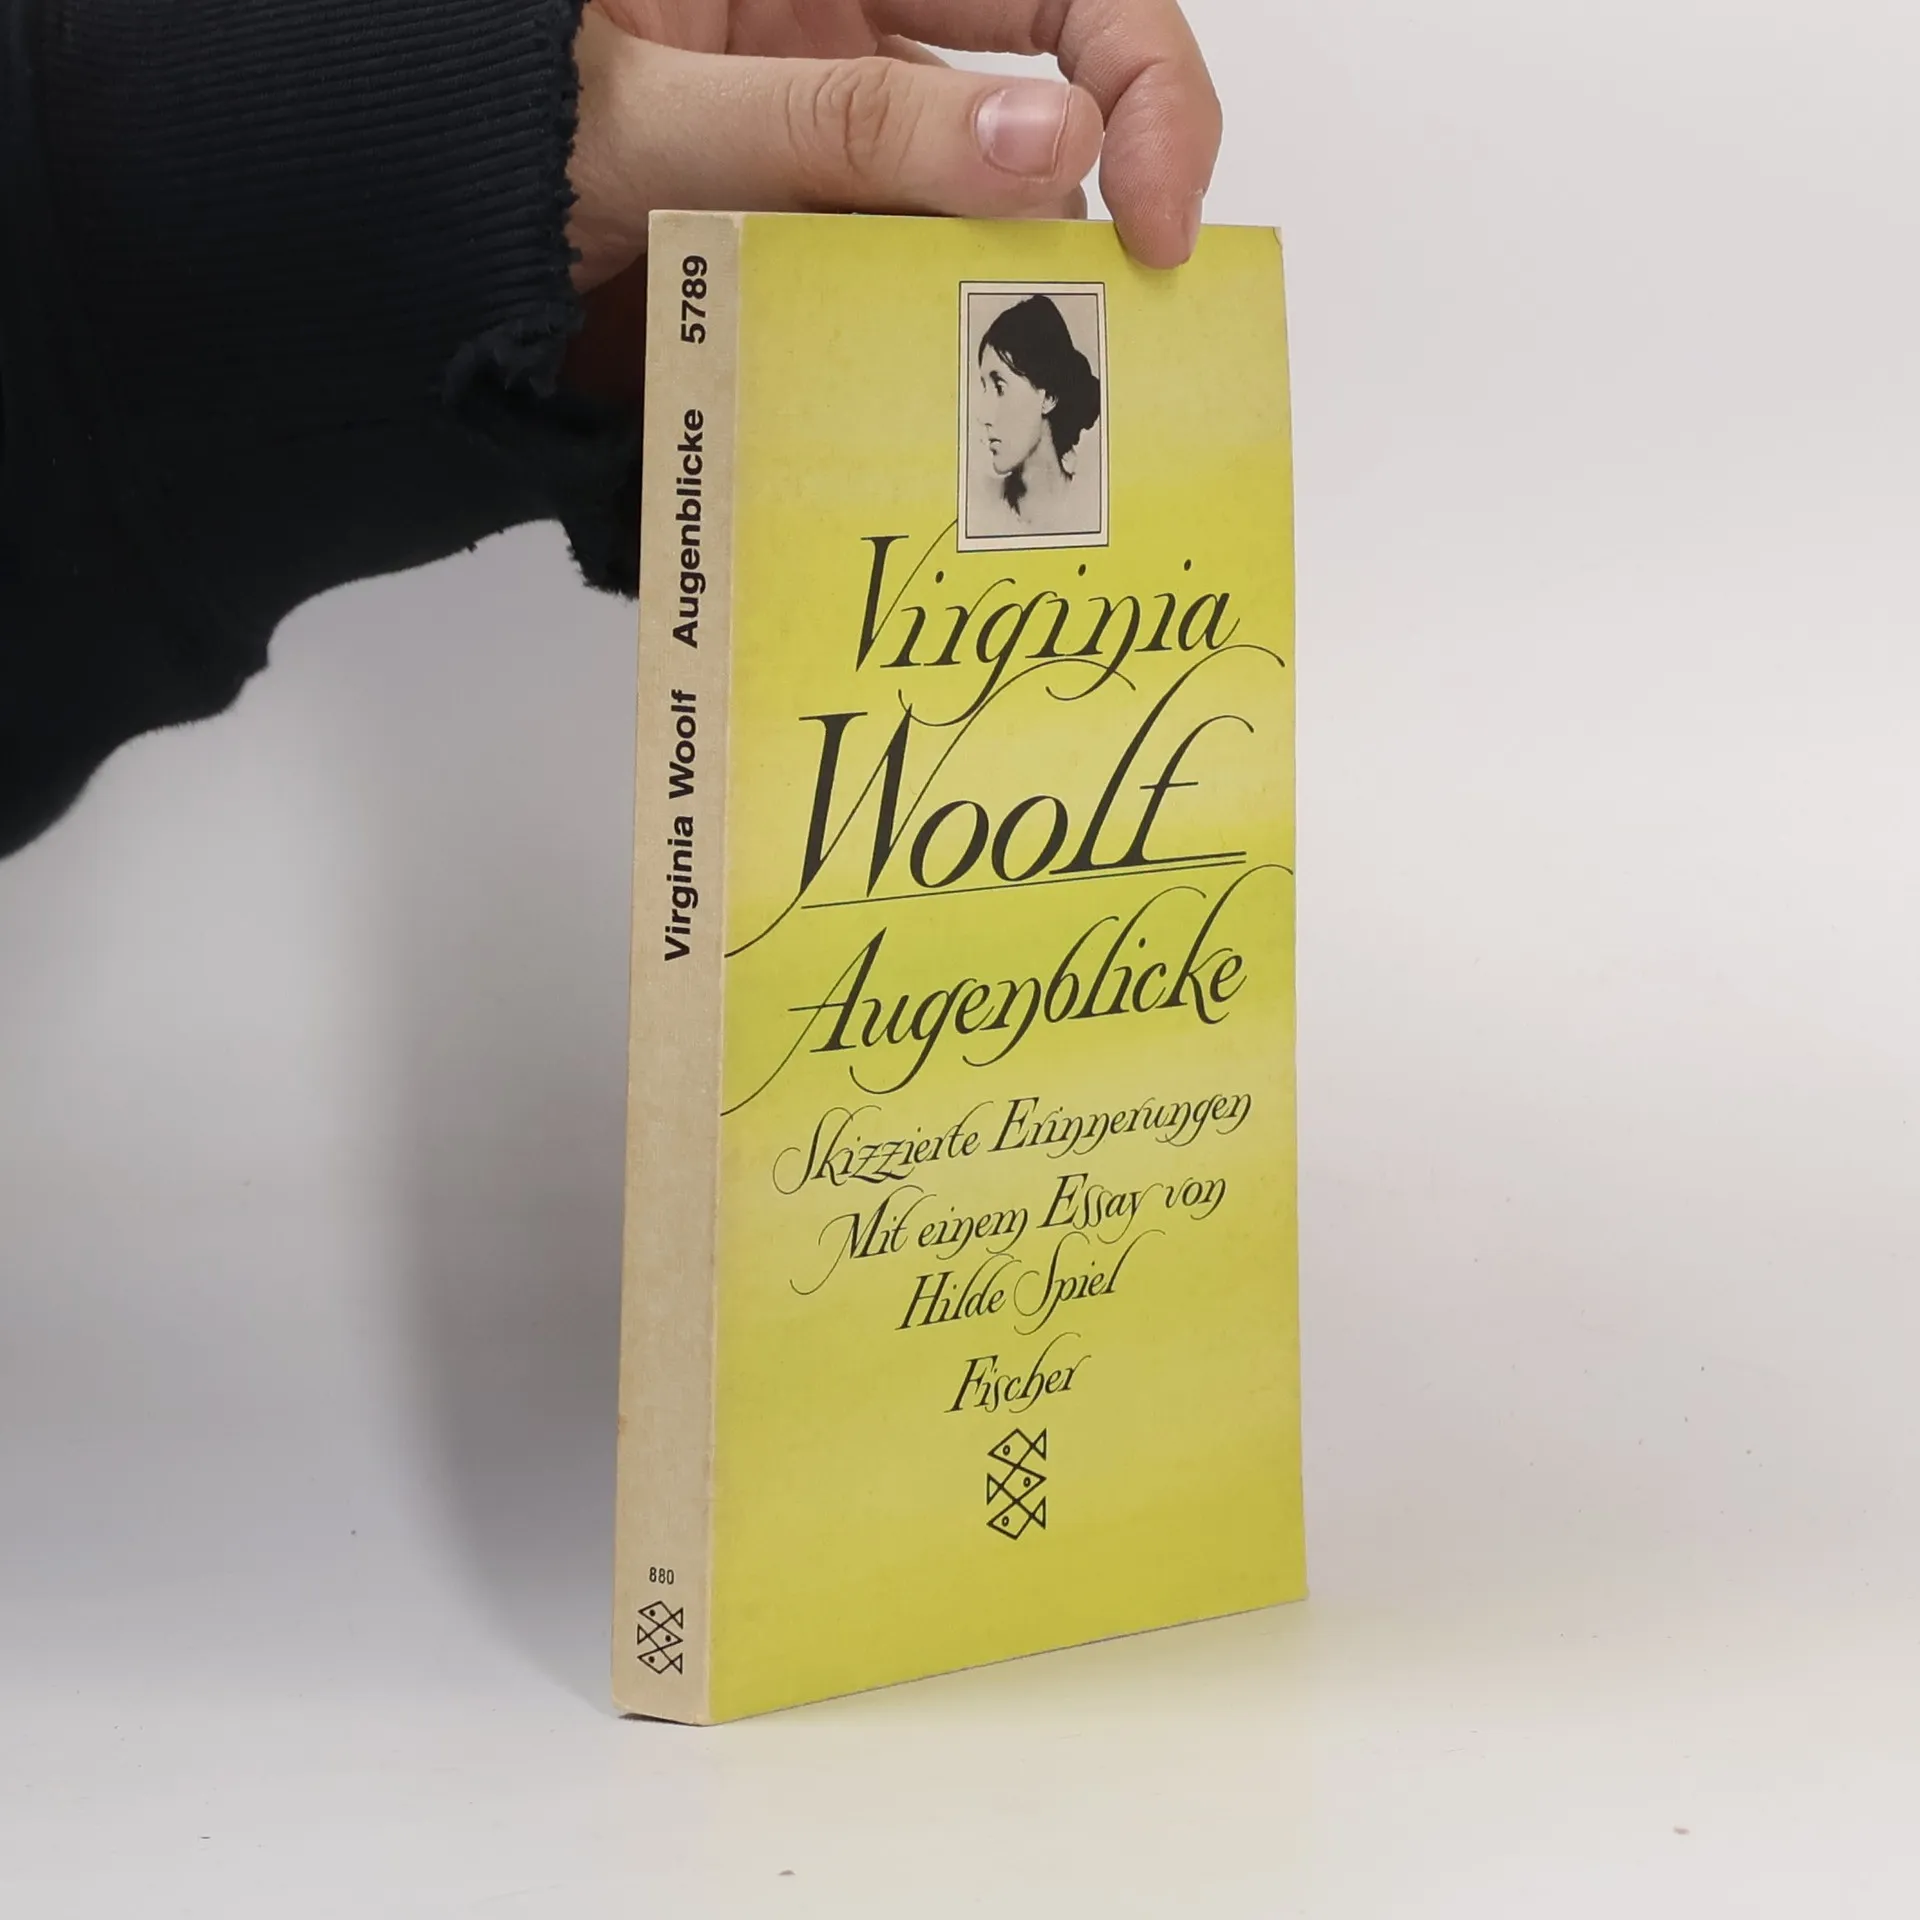 Virginia Woolf Augenblicke 5789
880
Virginia
Woolf
Augenblicke
Skizzierte Erinnerungen
Mit einem Essay von
Hilde Spiel
Fischer